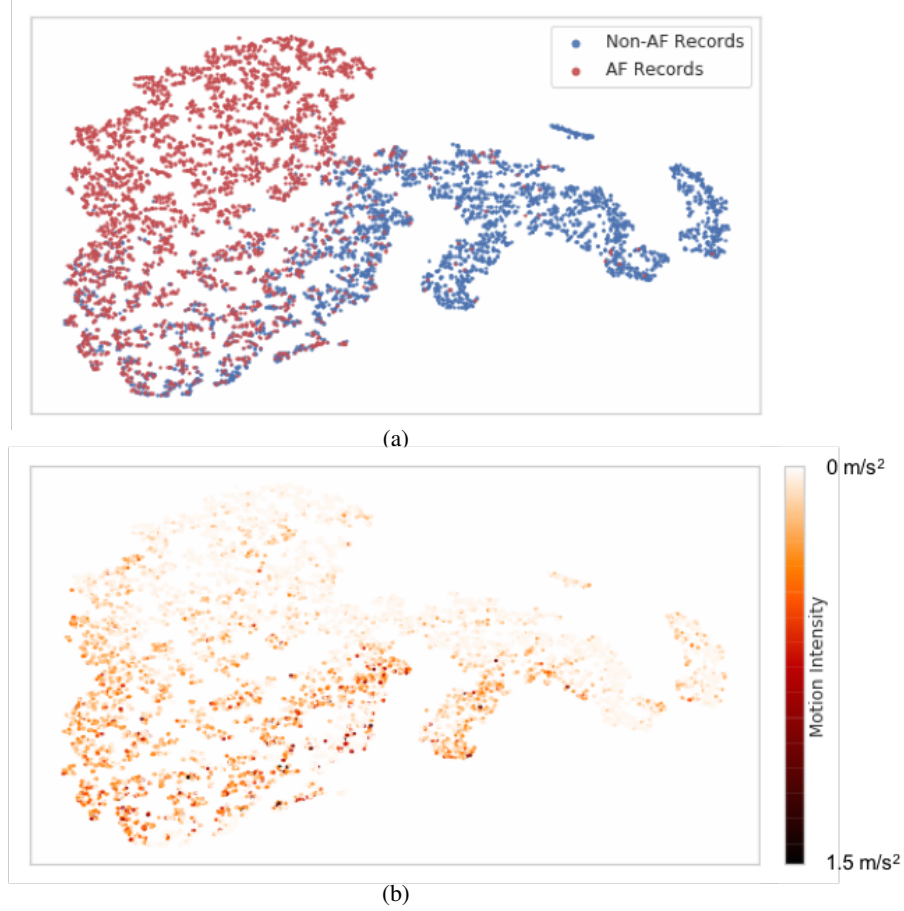 Non-AF Records
AF Records
(a)
0 m/s²
Motion Intensity
1.5 m/s²
(b)